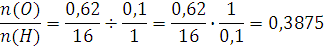 n(O)/n(H) = 0,62/16 ÷ 0,1/1 = 0,62/16 · 1/0,1 = 0,3875